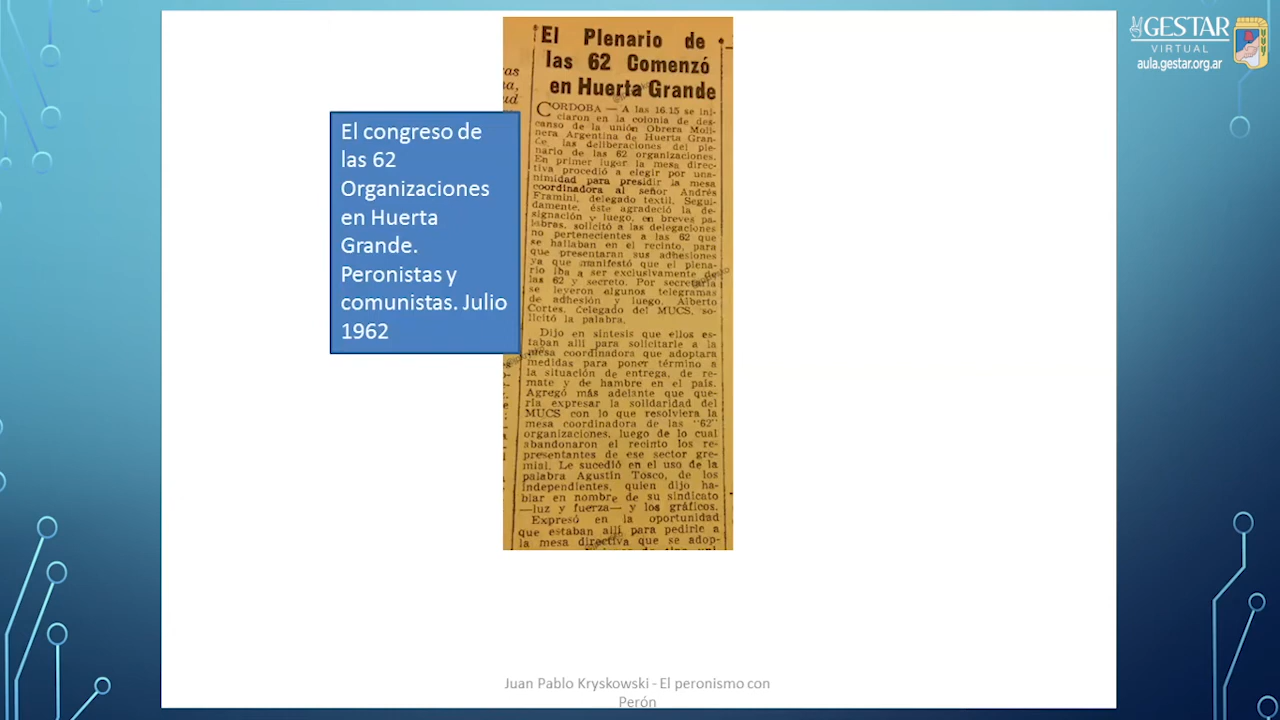 GESTAR
VIRTUAL
aula.gestar.org.ar
El congreso de
las 62
Organizaciones
en Huerta
Grande.
Peronistas y
comunistas. Julio
1962
El Plenario de
las 62 Comenzó
en Huerta Grande
CORDOBA — A las 16.15 se ini-
ciaron en la colonia de des-
canso de la unión Obrera Moli-
nera Argentina de Huerta Gran-
de las deliberaciones del ple-
nario de las 62 organizaciones.
En primer lugar la mesa direc-
tiva procedió a elegir por una-
nimidad para presidir la mesa
coordinadora al señor Andrés
Framini, delegado textil. Segui-
damente, éste agradeció la de-
signación y luego, en breves pa-
labras, solicitó a las delegaciones
no pertenecientes a las 62 que
se hallaban en el recinto, para
que presentaran sus adhesiones
ya que manifestó que el plena-
rio iba a ser exclusivamente de
las 62 y secreto. Por secretaría
se leyeron algunos telegramas
de adhesión y luego, Alberto
Cortes, delegado del MUCS, so-
licitó la palabra.
Dijo en síntesis que ellos es-
taban allí para solicitarle a la
mesa coordinadora que adoptara
medidas para poner término a
la situación de entrega, de re-
mate y de hambre en el país.
Agregó más adelante que que-
ría expresar la solidaridad del
MUCS con lo que resolviera la
mesa coordinadora de las "62"
organizaciones, luego de lo cual
abandonaron el recinto los re-
presentantes de ese sector gre-
mial. Le sucedió en el uso de la
palabra Agustín Tosco, de los
independientes, quien dijo ha-
blar en nombre de su sindicato
—luz y fuerza— y los gráficos.
Expresó en la oportunidad
que estaban allí para pedirle a
la mesa directiva que se adop-
Juan Pablo Kryskowski - El peronismo con
Perón